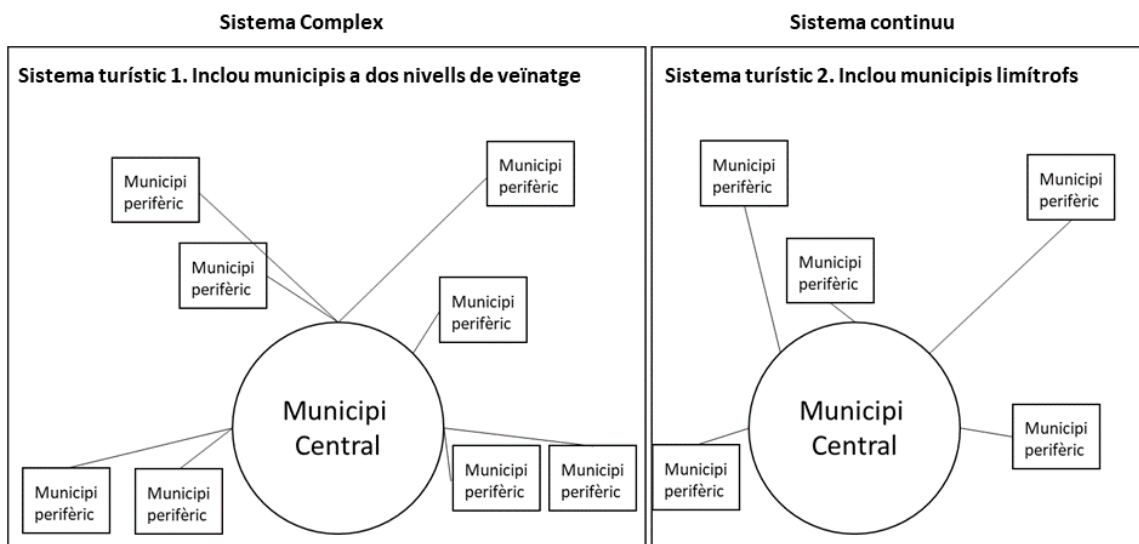 Sistema Complex
Sistema continuu
Sistema turístic 1. Inclou municipis a dos nivells de veïnatge
Municipi
perifèric
Municipi
perifèric
Municipi
perifèric
Municipi
perifèric
Municipi
Central
Municipi
perifèric
Municipi
perifèric
Municipi
perifèric
Municipi
perifèric
Sistema turístic 2. Inclou municipis limítrofs
Municipi
perifèric
Municipi
perifèric
Municipi
perifèric
Municipi
Central
Municipi
perifèric
Municipi
perifèric